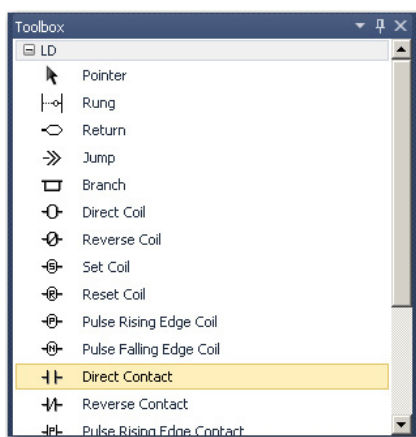 Toolbox
LD
Pointer
Rung
Return
Jump
Branch
Direct Coil
Reverse Coil
Set Coil
Reset Coil
Pulse Rising Edge Coil
Pulse Falling Edge Coil
Direct Contact
Reverse Contact
Pulse Rising Edge Contact